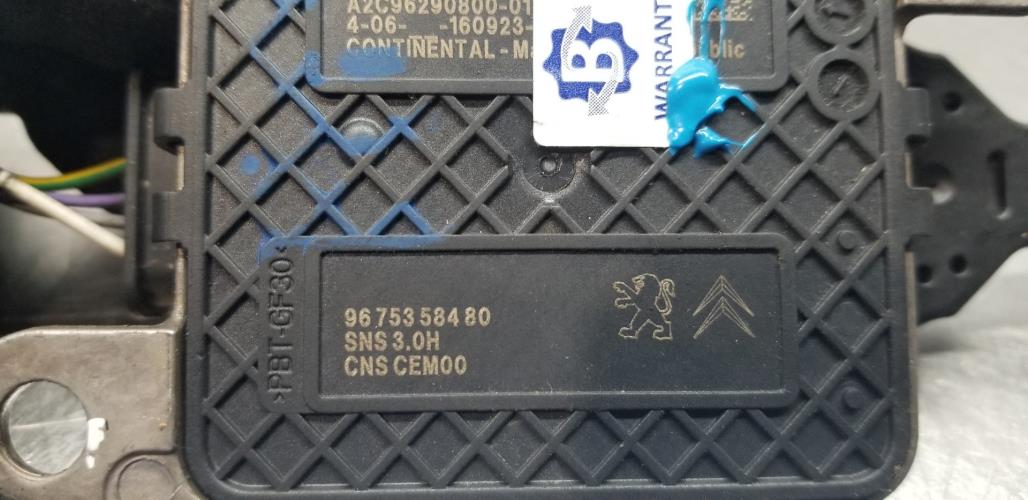 A2C96290800-01
4-06- -160923-
CONTINENTAL - Ma blic
B
WARRANT
>PBT-GF30<
96 753 584 80
SNS 3.0H
CNS CEM00